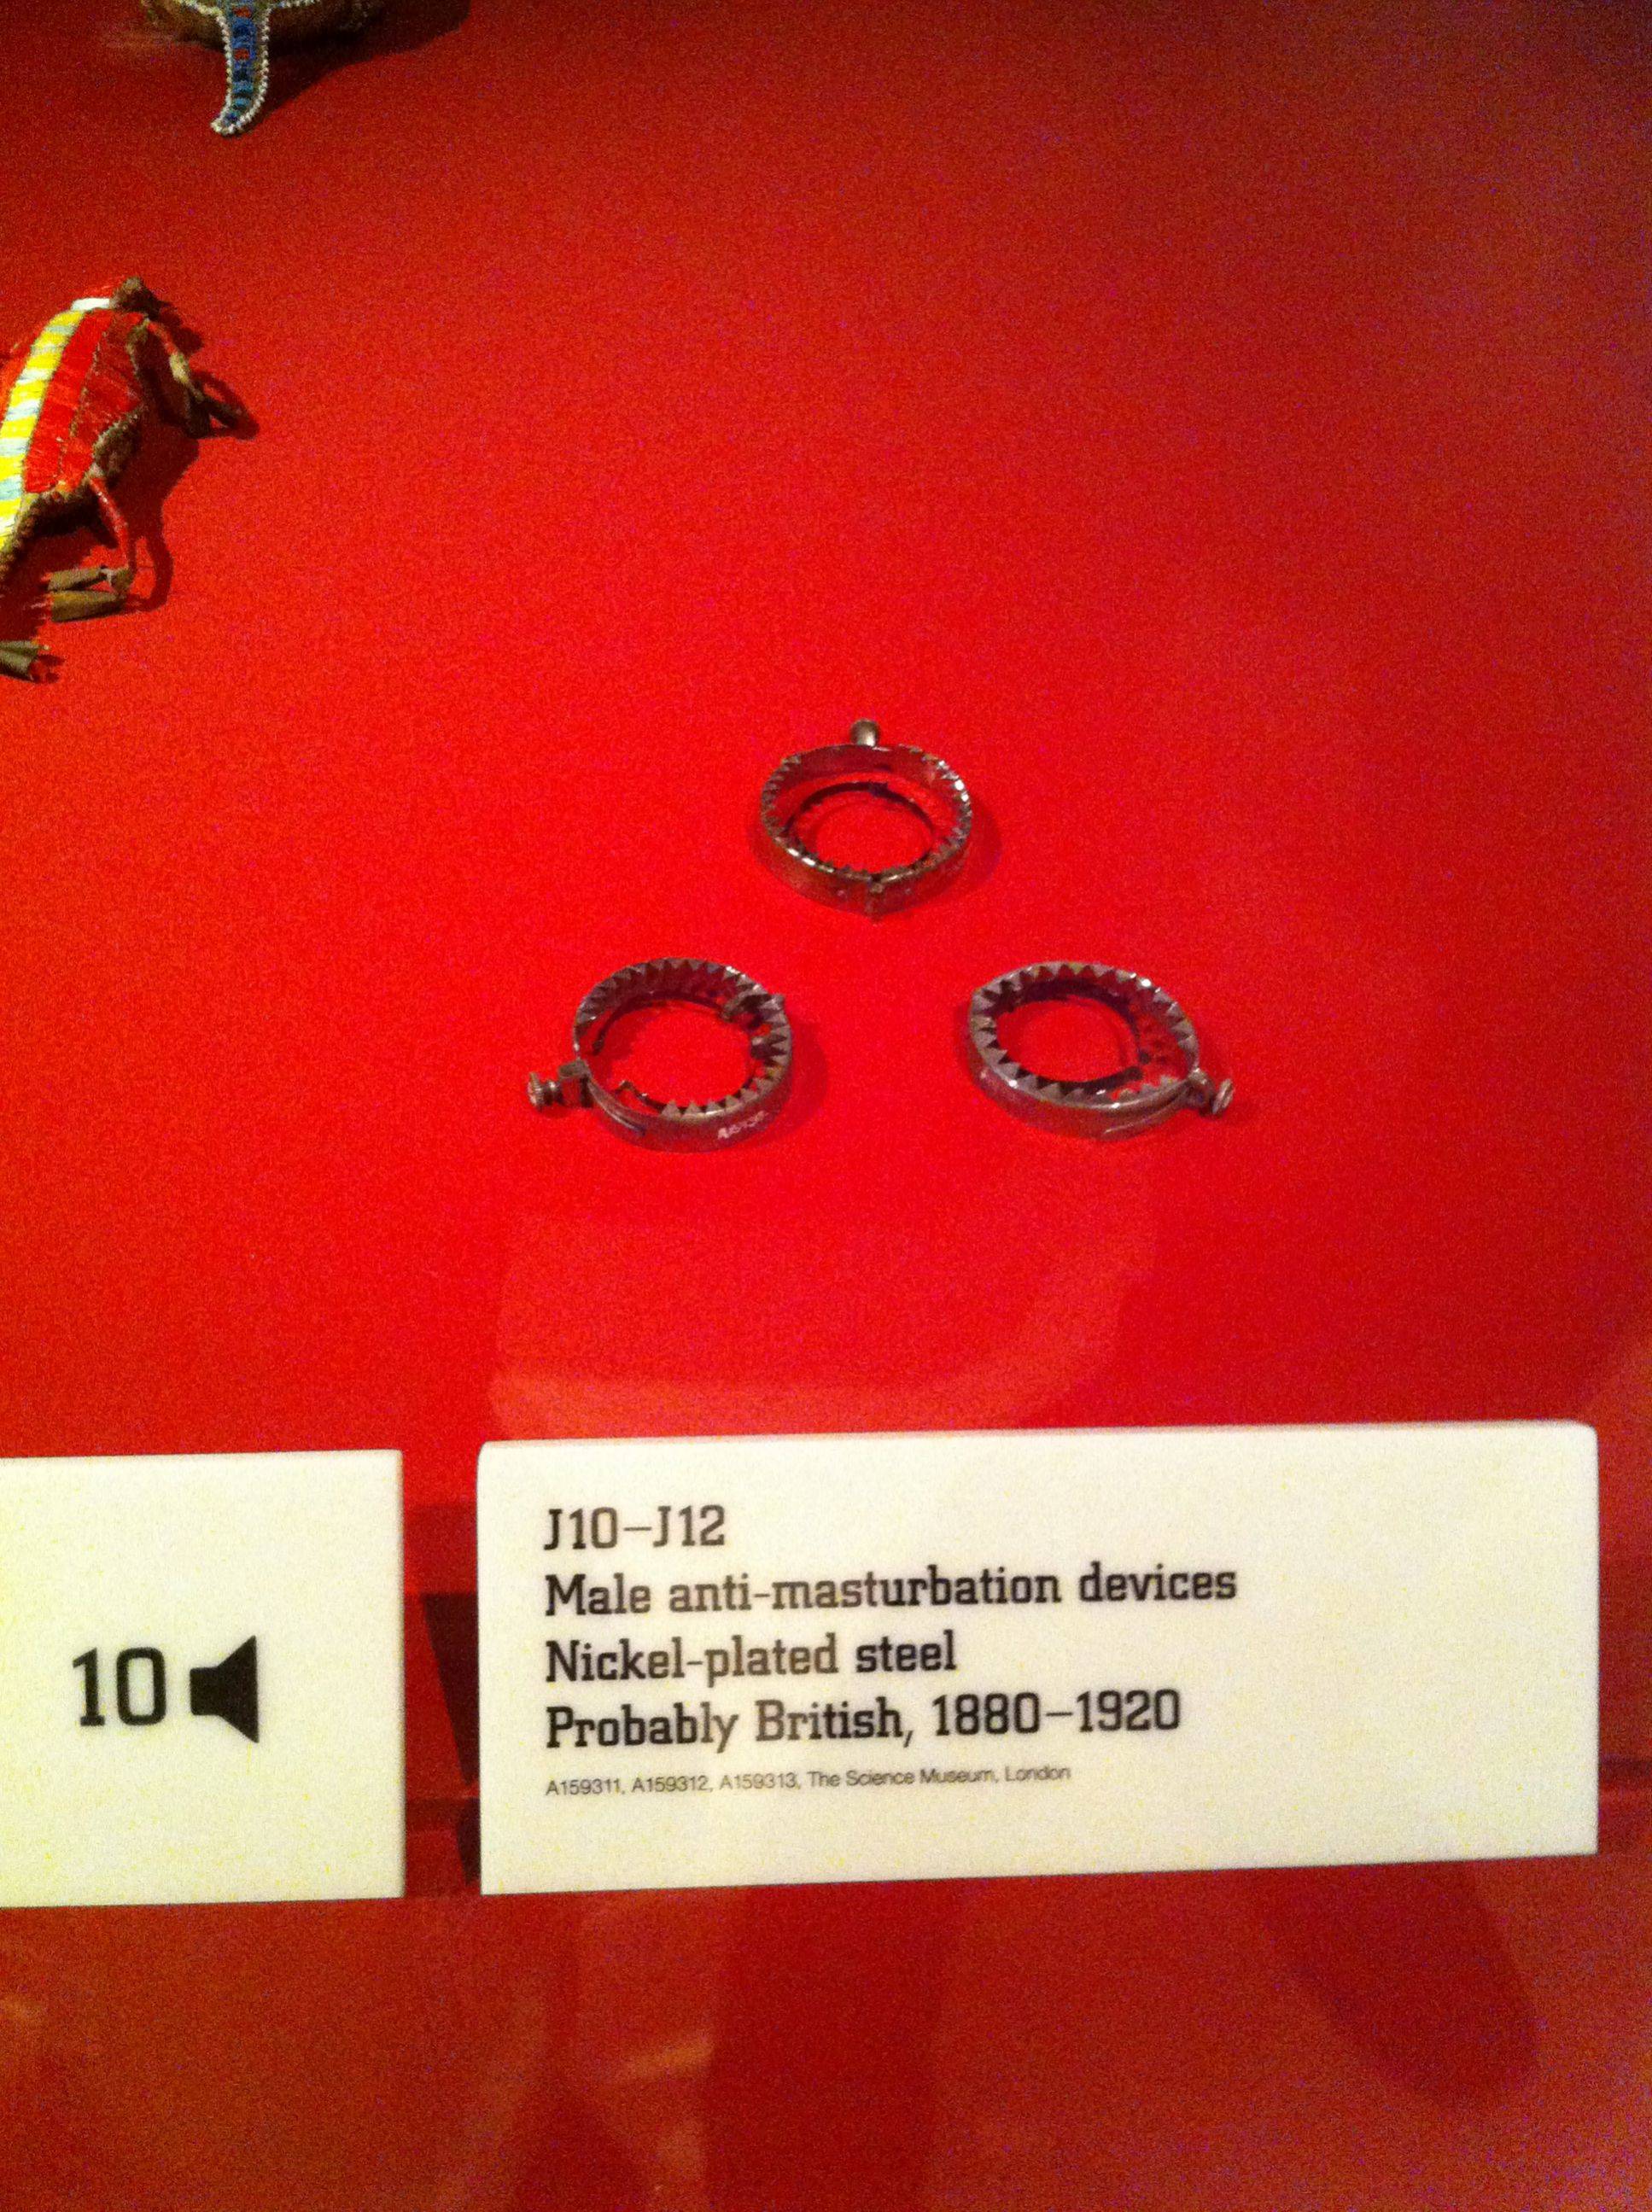 10
J10–J12
Male anti-masturbation devices
Nickel-plated steel
Probably British, 1880–1920
A159311, A159312, A159313, The Science Museum, London